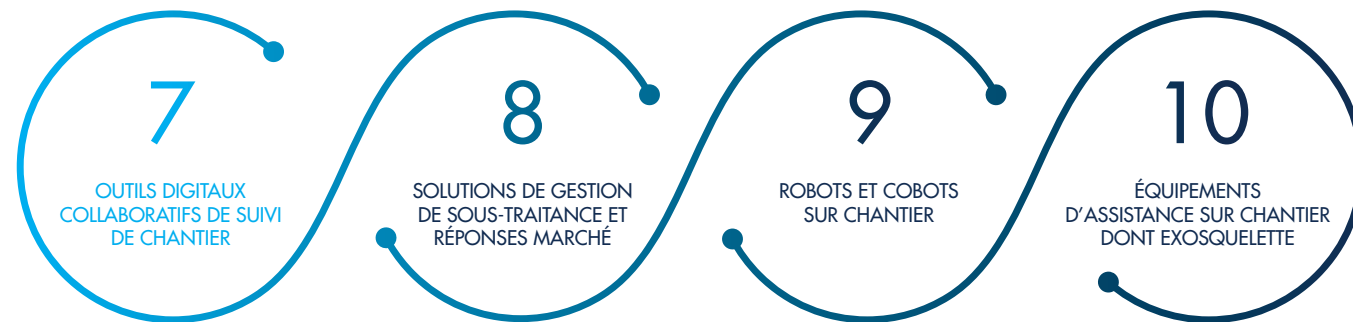 7
OUTILS DIGITAUX
COLLABORATIFS DE SUIVI
DE CHANTIER
8
SOLUTIONS DE GESTION
DE SOUS-TRAITANCE ET
RÉPONSES MARCHÉ
9
ROBOTS ET COBOTS
SUR CHANTIER
10
ÉQUIPEMENTS
D’ASSISTANCE SUR CHANTIER
DONT EXOSQUELETTE